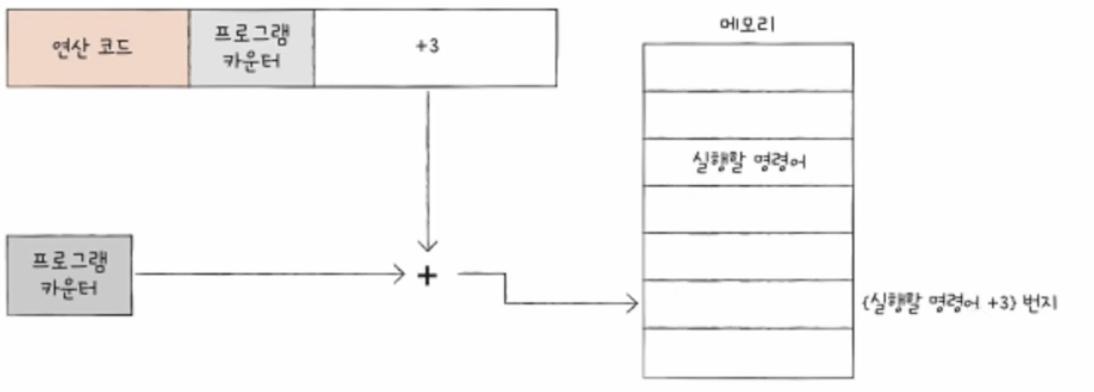 연산 코드
프로그램
카운터
+3
메모리
실행할 명령어
프로그램
카운터
+
{실행할 명령어 +3} 번지